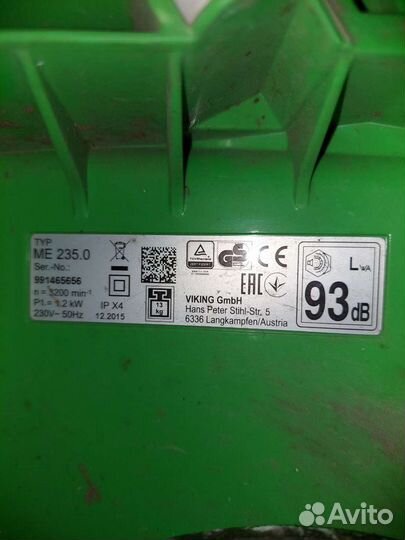 TYP
ME 235.0
Ser.-No.:
991465656
n = 3200 min⁻¹
P1 = 1.2 kW
230V~ 50Hz
IP X4
12.2015
13
kg
GS
EAC
VIKING GmbH
Hans Peter Stihl-Str. 5
6336 Langkampfen/Austria
LWA
93dB
Avito